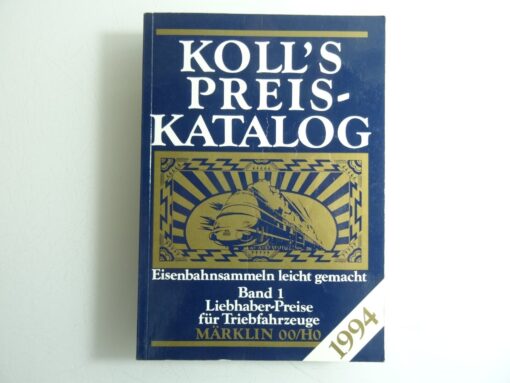 KOLL'S
PREIS-
KATALOG
Eisenbahnsammeln leicht gemacht
Band 1
Liebhaber-Preise
für Triebfahrzeuge
MÄRKLIN 00/H0
1994